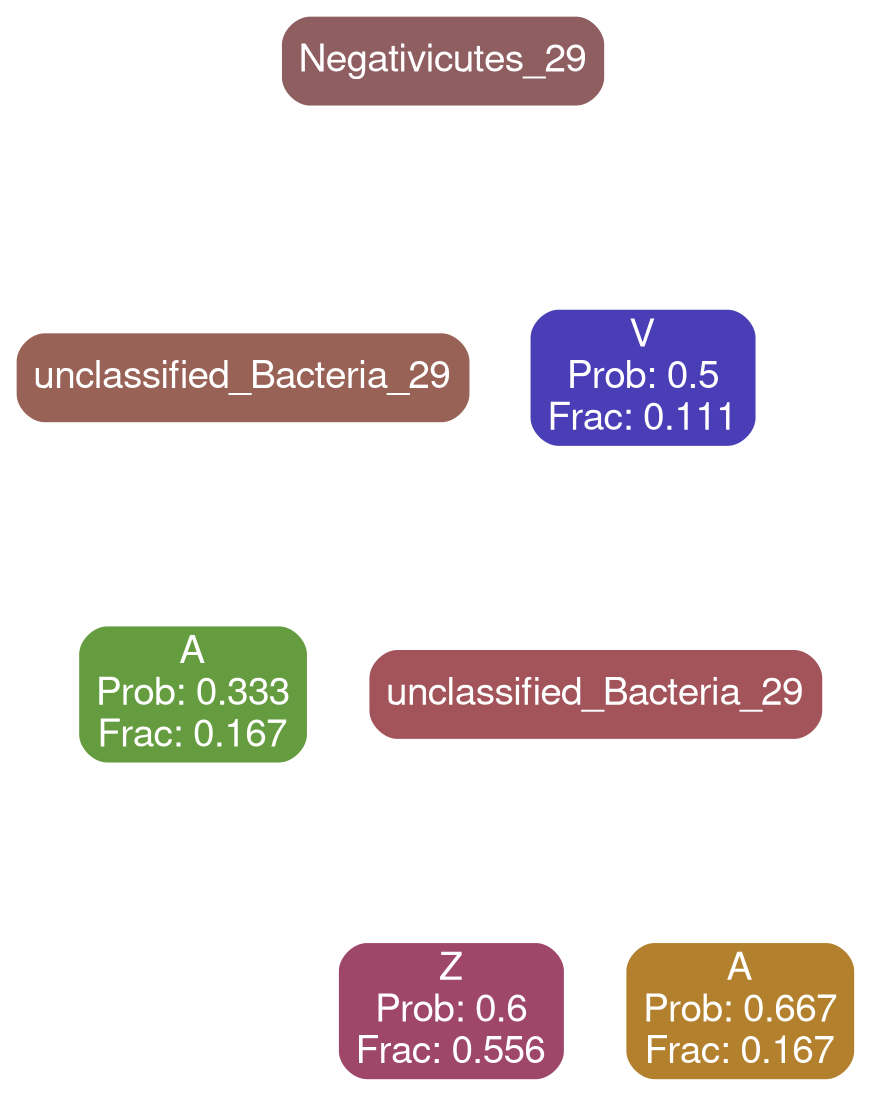 Negativicutes_29
unclassified_Bacteria_29
V
Prob: 0.5
Frac: 0.111
A
Prob: 0.333
Frac: 0.167
unclassified_Bacteria_29
Z
Prob: 0.6
Frac: 0.556
A
Prob: 0.667
Frac: 0.167